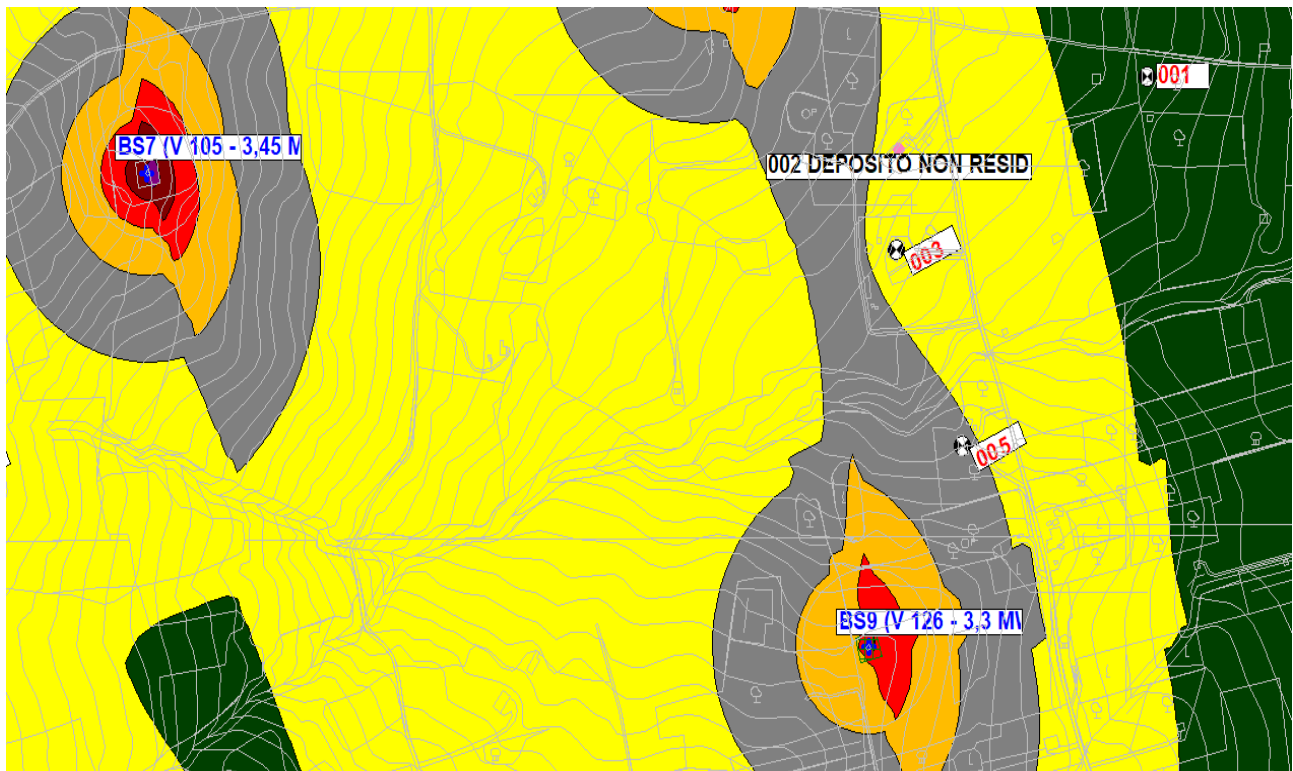 001
BS7 (V 105 - 3,45 M
002 DEPOSITO NON RESID
003
005
BS9 (V 126 - 3,3 MV